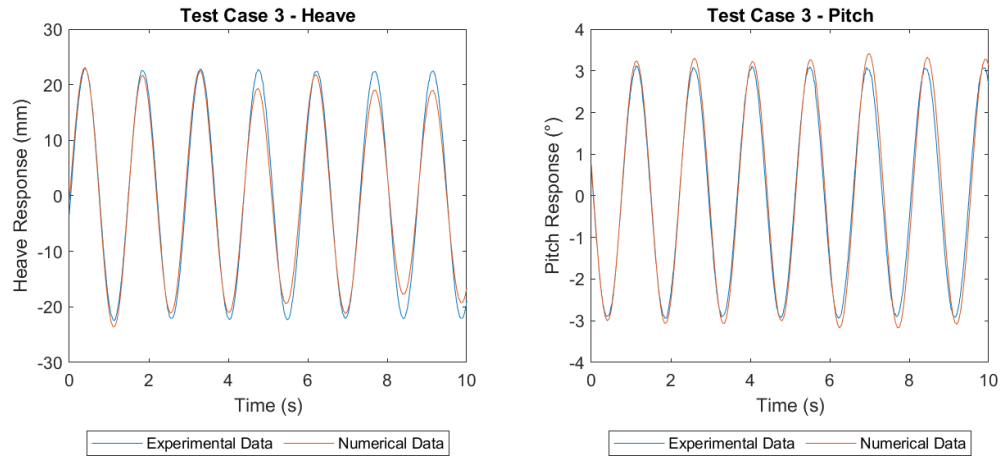 Test Case 3 - Heave
30
20
10
0
-10
-20
-30
Heave Response (mm)
0 2 4 6 8 10
Time (s)
Experimental Data Numerical Data
Test Case 3 - Pitch
4
3
2
1
0
-1
-2
-3
-4
Pitch Response (°)
0 2 4 6 8 10
Time (s)
Experimental Data Numerical Data